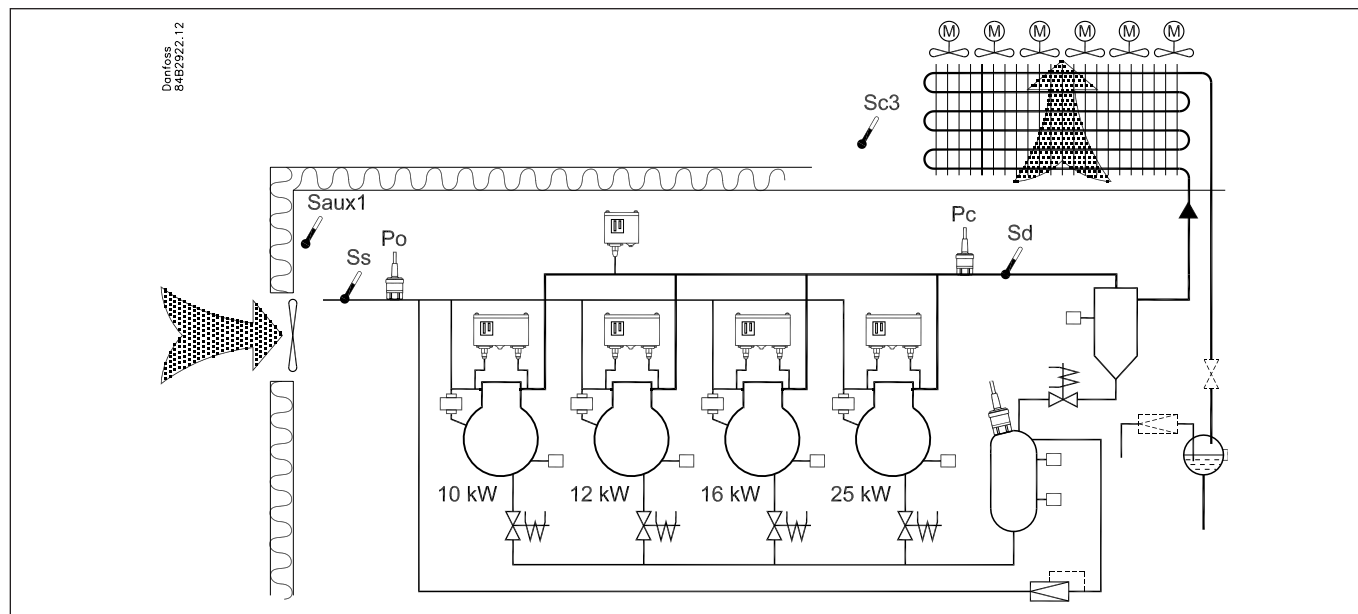 Danfoss
84B2922.12
M M M M M M
Sc3
Saux1
Ss
Po
Pc
Sd
10 kW
12 kW
16 kW
25 kW